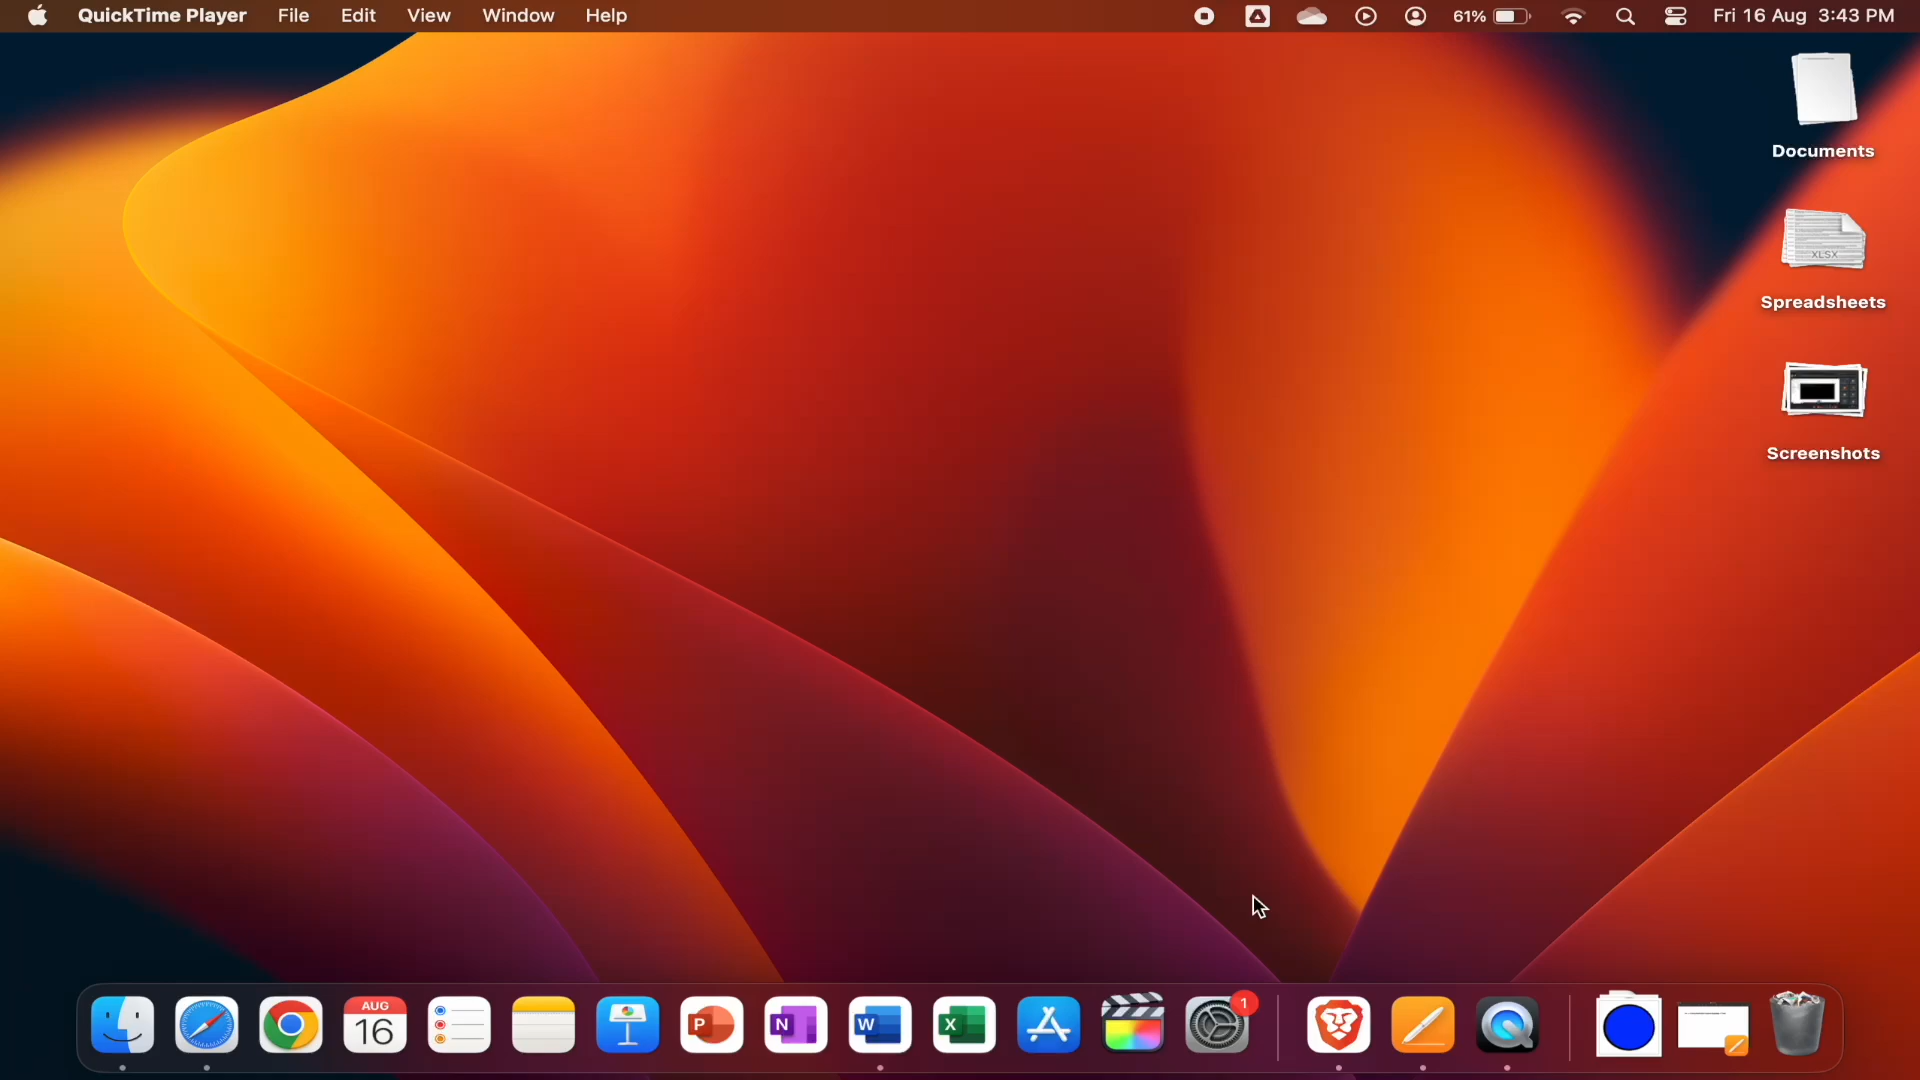 QuickTime Player File Edit View Window Help 61% Fri 16 Aug 3:43 PM
Documents
XLSX
Spreadsheets
Screenshots
AUG
16
P
N
W
X
1